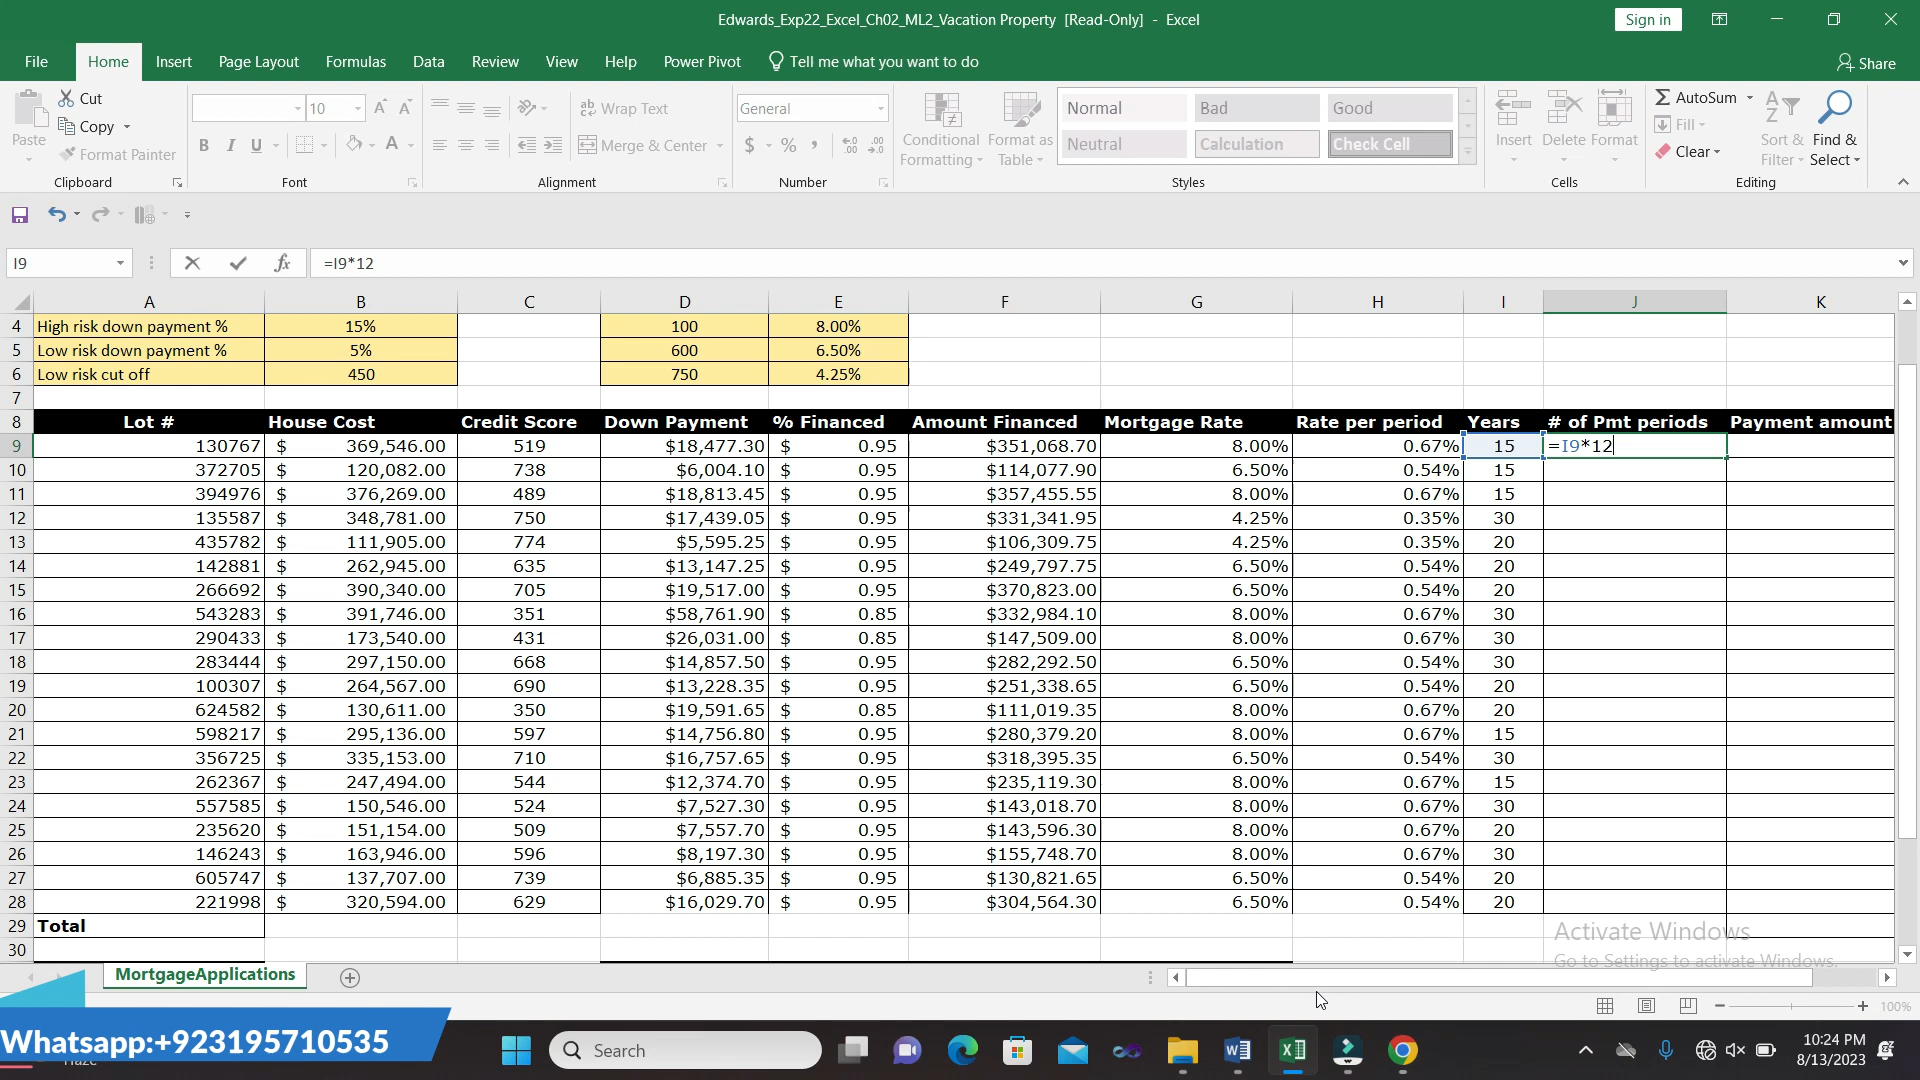 Edwards_Exp22_Excel_Ch02_ML2_Vacation Property [Read-Only] - Excel
Sign in
File Home Insert Page Layout Formulas Data Review View Help Power Pivot Tell me what you want to do Share
Paste Cut Copy Format Painter
10
B I U A
Wrap Text
Merge & Center
General
$ % ,
Conditional Formatting
Format as Table
Normal Bad Good
Neutral Calculation Check Cell
Insert Delete Format
AutoSum
Fill
Clear
Sort & Filter
Find & Select
Clipboard Font Alignment Number Styles Cells Editing
I9 =I9*12
A B C D E F G H I J K
4 High risk down payment % 15% 100 8.00%
5 Low risk down payment % 5% 600 6.50%
6 Low risk cut off 450 750 4.25%
7
8 Lot # House Cost Credit Score Down Payment % Financed Amount Financed Mortgage Rate Rate per period Years # of Pmt periods Payment amount
9 130767 $ 369,546.00 519 $18,477.30 $ 0.95 $351,068.70 8.00% 0.67% 15 =I9*12
10 372705 $ 120,082.00 738 $6,004.10 $ 0.95 $114,077.90 6.50% 0.54% 15
11 394976 $ 376,269.00 489 $18,813.45 $ 0.95 $357,455.55 8.00% 0.67% 15
12 135587 $ 348,781.00 750 $17,439.05 $ 0.95 $331,341.95 4.25% 0.35% 30
13 435782 $ 111,905.00 774 $5,595.25 $ 0.95 $106,309.75 4.25% 0.35% 20
14 142881 $ 262,945.00 635 $13,147.25 $ 0.95 $249,797.75 6.50% 0.54% 20
15 266692 $ 390,340.00 705 $19,517.00 $ 0.95 $370,823.00 6.50% 0.54% 20
16 543283 $ 391,746.00 351 $58,761.90 $ 0.85 $332,984.10 8.00% 0.67% 30
17 290433 $ 173,540.00 431 $26,031.00 $ 0.85 $147,509.00 8.00% 0.67% 30
18 283444 $ 297,150.00 668 $14,857.50 $ 0.95 $282,292.50 6.50% 0.54% 30
19 100307 $ 264,567.00 690 $13,228.35 $ 0.95 $251,338.65 6.50% 0.54% 20
20 624582 $ 130,611.00 350 $19,591.65 $ 0.85 $111,019.35 8.00% 0.67% 20
21 598217 $ 295,136.00 597 $14,756.80 $ 0.95 $280,379.20 8.00% 0.67% 15
22 356725 $ 335,153.00 710 $16,757.65 $ 0.95 $318,395.35 6.50% 0.54% 30
23 262367 $ 247,494.00 544 $12,374.70 $ 0.95 $235,119.30 8.00% 0.67% 15
24 557585 $ 150,546.00 524 $7,527.30 $ 0.95 $143,018.70 8.00% 0.67% 30
25 235620 $ 151,154.00 509 $7,557.70 $ 0.95 $143,596.30 8.00% 0.67% 20
26 146243 $ 163,946.00 596 $8,197.30 $ 0.95 $155,748.70 8.00% 0.67% 30
27 605747 $ 137,707.00 739 $6,885.35 $ 0.95 $130,821.65 6.50% 0.54% 20
28 221998 $ 320,594.00 629 $16,029.70 $ 0.95 $304,564.30 6.50% 0.54% 20
29 Total
30
Activate Windows
Go to Settings to activate Windows.
MortgageApplications
100%
Whatsapp:+923195710535
Haze
Search
10:24 PM
8/13/2023